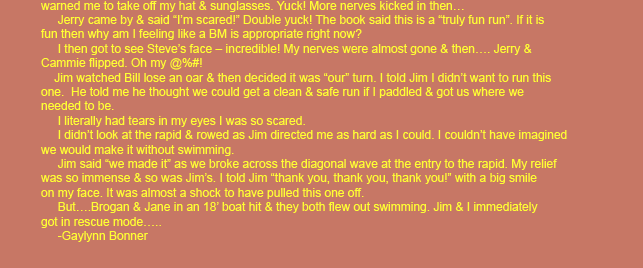 warned me to take off my hat & sunglasses. Yuck! More nerves kicked in then…
Jerry came by & said “I’m scared!” Double yuck! The book said this is a “truly fun run”. If it is
fun then why am I feeling like a BM is appropriate right now?
I then got to see Steve’s face – incredible! My nerves were almost gone & then…. Jerry &
Cammie flipped. Oh my @%#!
Jim watched Bill lose an oar & then decided it was “our” turn. I told Jim I didn’t want to run this
one.  He told me he thought we could get a clean & safe run if I paddled & got us where we
needed to be.
I literally had tears in my eyes I was so scared.
I didn’t look at the rapid & rowed as Jim directed me as hard as I could. I couldn’t have imagined
we would make it without swimming.
Jim said “we made it” as we broke across the diagonal wave at the entry to the rapid. My relief
was so immense & so was Jim’s. I told Jim “thank you, thank you, thank you!” with a big smile
on my face. It was almost a shock to have pulled this one off.
But….Brogan & Jane in an 18’ boat hit & they both flew out swimming. Jim & I immediately
got in rescue mode…..
-Gaylynn Bonner